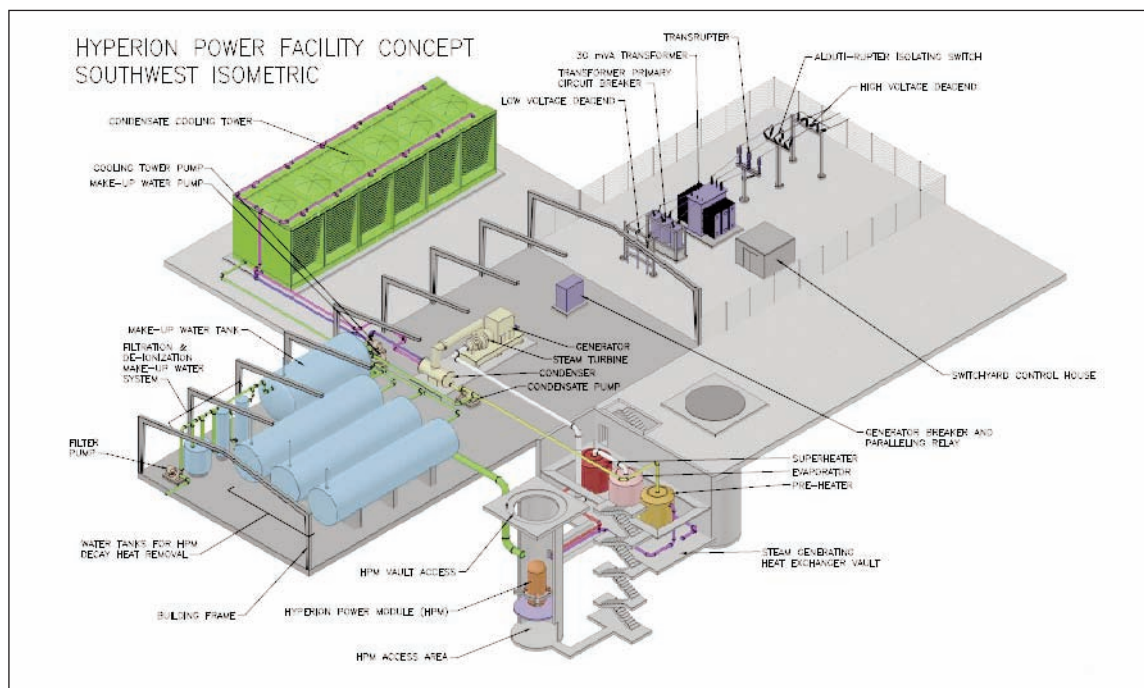 HYPERION POWER FACILITY CONCEPT
SOUTHWEST ISOMETRIC
TRANSRUPTER
30 mVA TRANSFORMER
TRANSFORMER PRIMARY
CIRCUIT BREAKER
LOW VOLTAGE DEADEND
ALDUTI-RUPTER ISOLATING SWITCH
HIGH VOLTAGE DEADEND
CONDENSATE COOLING TOWER
COOLING TOWER PUMP
MAKE-UP WATER PUMP
MAKE-UP WATER TANK
FILTRATION &
DE-IONIZATION
MAKE-UP WATER
SYSTEM
FILTER
PUMP
GENERATOR
STEAM TURBINE
CONDENSER
CONDENSATE PUMP
SWITCHYARD CONTROL HOUSE
GENERATOR BREAKER AND
PARALLELING RELAY
SUPERHEATER
EVAPORATOR
PRE-HEATER
WATER TANKS FOR HPM
DECAY HEAT REMOVAL
HPM VAULT ACCESS
STEAM GENERATING
HEAT EXCHANGER VAULT
BUILDING FRAME
HYPERION POWER MODULE (HPM)
HPM ACCESS AREA